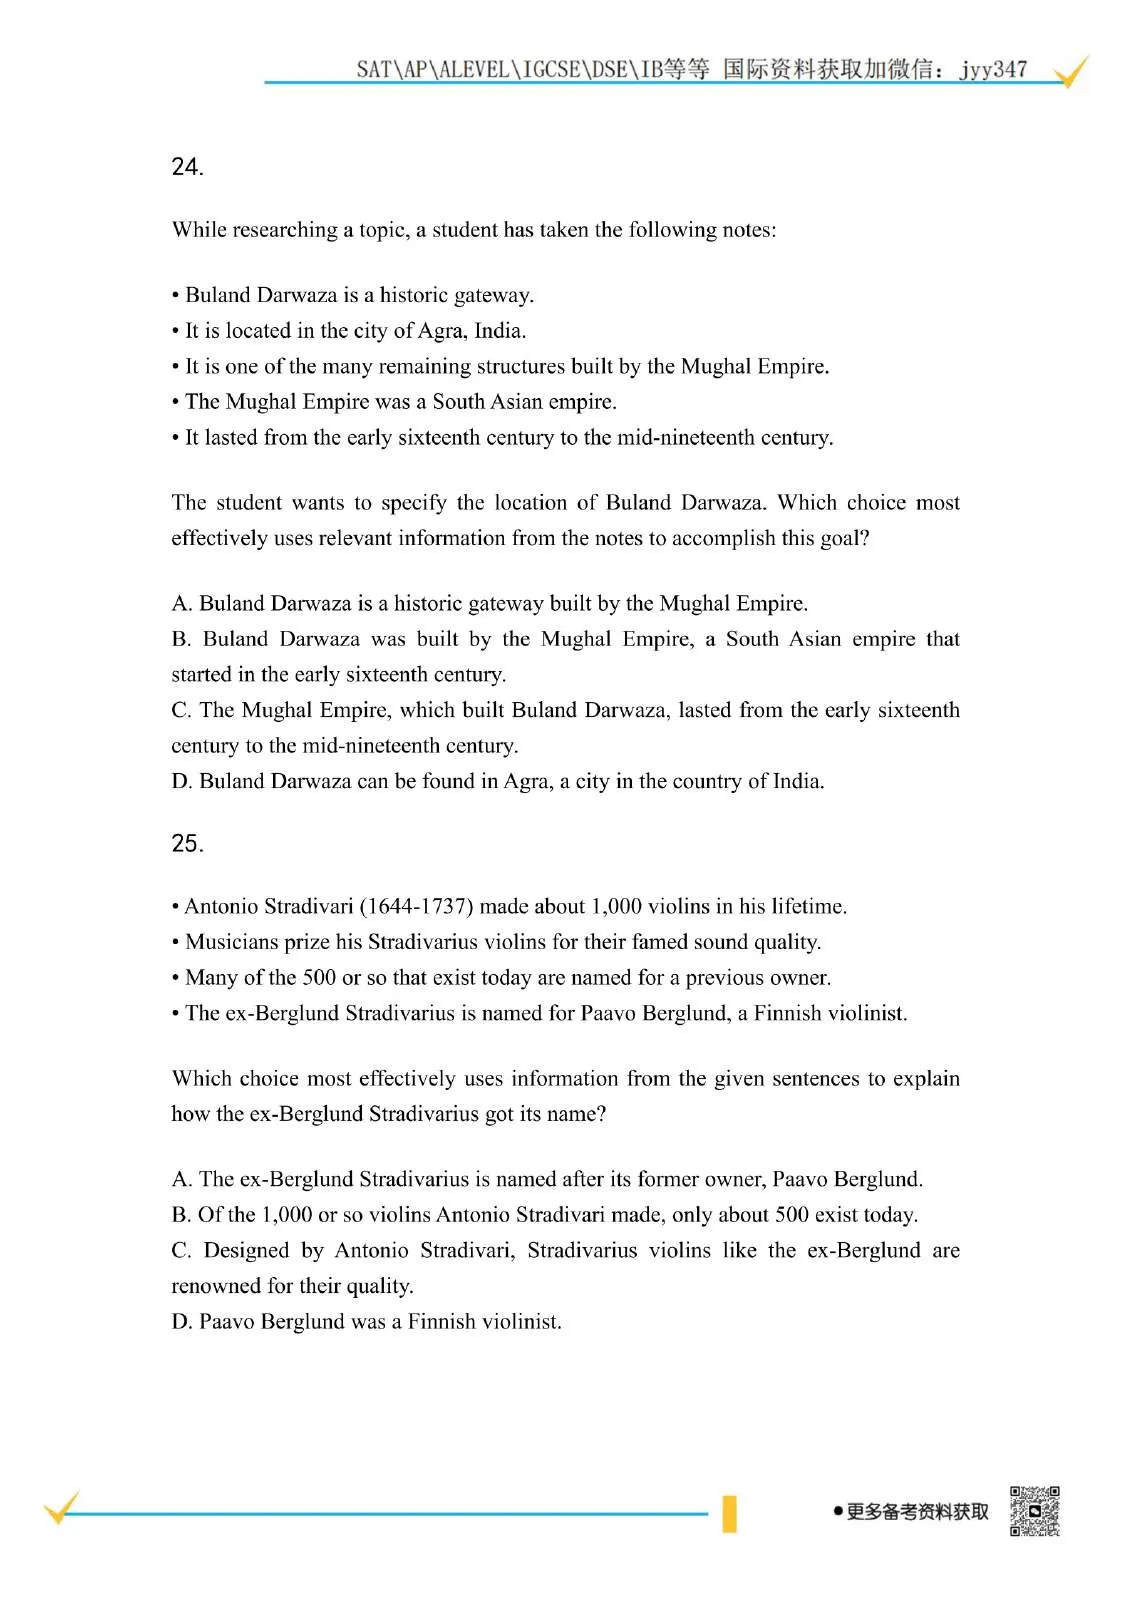 SAT\AP\ALEVEL\IGCSE\DSE\IB等等 国际资料获取加微信：jyy347
24.
While researching a topic, a student has taken the following notes:
• Buland Darwaza is a historic gateway.
• It is located in the city of Agra, India.
• It is one of the many remaining structures built by the Mughal Empire.
• The Mughal Empire was a South Asian empire.
• It lasted from the early sixteenth century to the mid-nineteenth century.
The student wants to specify the location of Buland Darwaza. Which choice most
effectively uses relevant information from the notes to accomplish this goal?
A. Buland Darwaza is a historic gateway built by the Mughal Empire.
B. Buland Darwaza was built by the Mughal Empire, a South Asian empire that
started in the early sixteenth century.
C. The Mughal Empire, which built Buland Darwaza, lasted from the early sixteenth
century to the mid-nineteenth century.
D. Buland Darwaza can be found in Agra, a city in the country of India.
25.
• Antonio Stradivari (1644-1737) made about 1,000 violins in his lifetime.
• Musicians prize his Stradivarius violins for their famed sound quality.
• Many of the 500 or so that exist today are named for a previous owner.
• The ex-Berglund Stradivarius is named for Paavo Berglund, a Finnish violinist.
Which choice most effectively uses information from the given sentences to explain
how the ex-Berglund Stradivarius got its name?
A. The ex-Berglund Stradivarius is named after its former owner, Paavo Berglund.
B. Of the 1,000 or so violins Antonio Stradivari made, only about 500 exist today.
C. Designed by Antonio Stradivari, Stradivarius violins like the ex-Berglund are
renowned for their quality.
D. Paavo Berglund was a Finnish violinist.
•更多备考资料获取